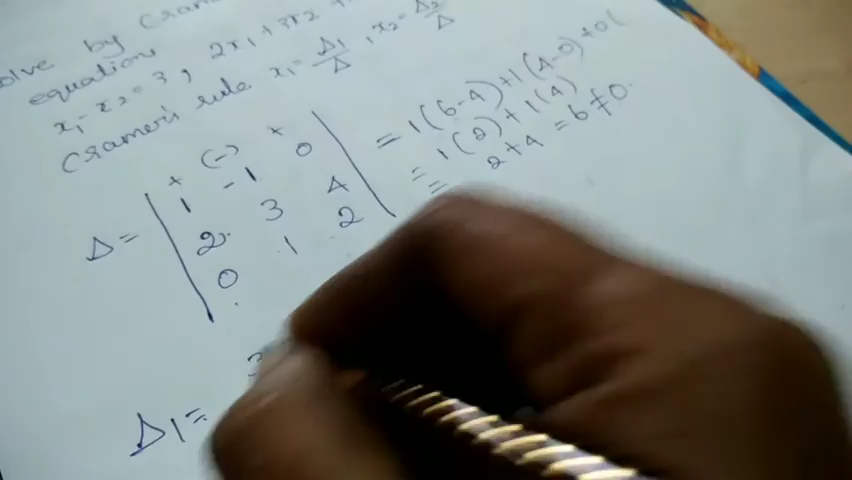 by Cram
equations 2x1+3x2+
x1-x2=3,
Cramer's rule x1=Δ1/Δ, x2=Δ2/Δ
+ (-) +
Δ= | 1 -1 0 | = 1(6-4)+1(4-0)+0(
| 2 3 4 | = 1(2)+1(4)
| 0 1 2 | = 2+4 = 6≠0.
Δ1=